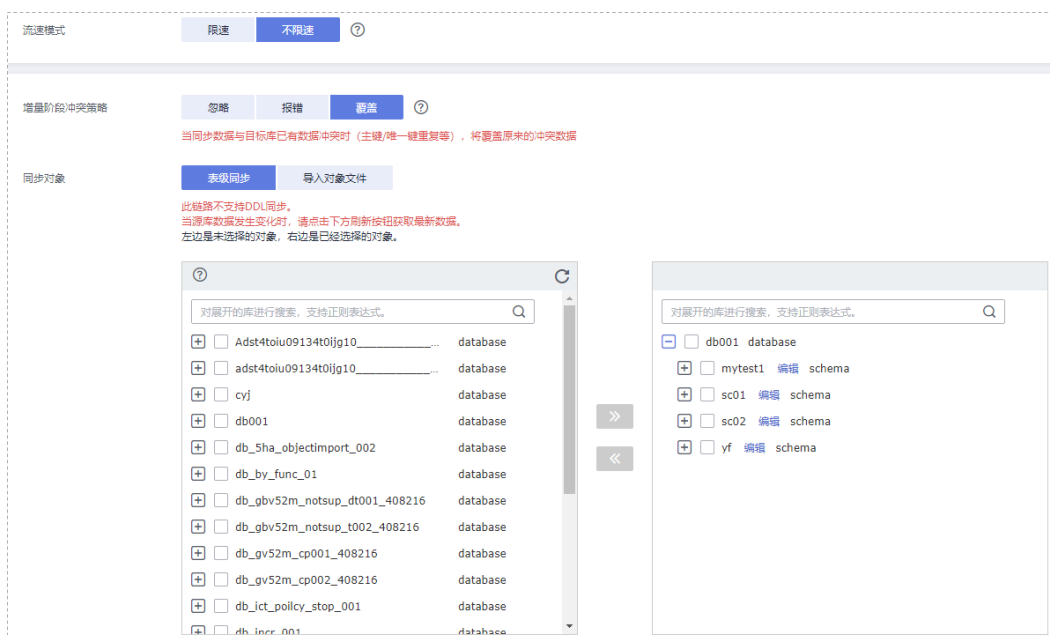 流速模式 限速 不限速
增量阶段冲突策略 忽略 报错 覆盖
当同步数据与目标库已有数据冲突时（主键/唯一键重复等），将覆盖原来的冲突数据
同步对象 表级同步 导入对象文件
此链路不支持DDL同步。
当源库数据发生变化时，请点击下方刷新按钮获取最新数据。
左边是未选择的对象，右边是已经选择的对象。
对展开的库进行搜索，支持正则表达式。
Adst4toiu09134t0ijg10___________... database
adst4toiu09134t0ijg10___________... database
cyj database
db001 database
db_5ha_objectimport_002 database
db_by_func_01 database
db_gbv52m_notsup_dt001_408216 database
db_gbv52m_notsup_t002_408216 database
db_gv52m_cp001_408216 database
db_gv52m_cp002_408216 database
db_ict_poilcy_stop_001 database
db_incr_001 database
对展开的库进行搜索，支持正则表达式。
db001 database
mytest1 编辑 schema
sc01 编辑 schema
sc02 编辑 schema
yf 编辑 schema